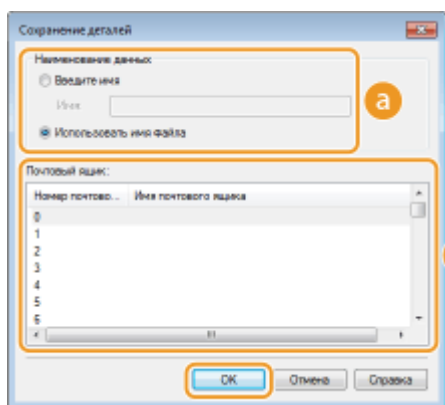 Сохранение деталей
Наименование данных
Введите имя
Имя:
a
Использовать имя файла
Почтовый ящик:
Номер почтово... Имя почтового ящика
0
1
2
3
4
5
6
OK Отмена Справка